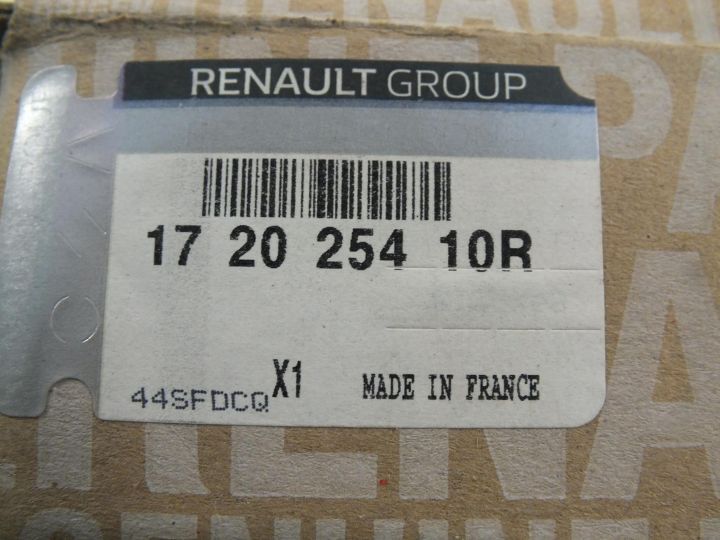 RENAULT GROUP
17 20 254 10R
X1
44SFDCQ
MADE IN FRANCE